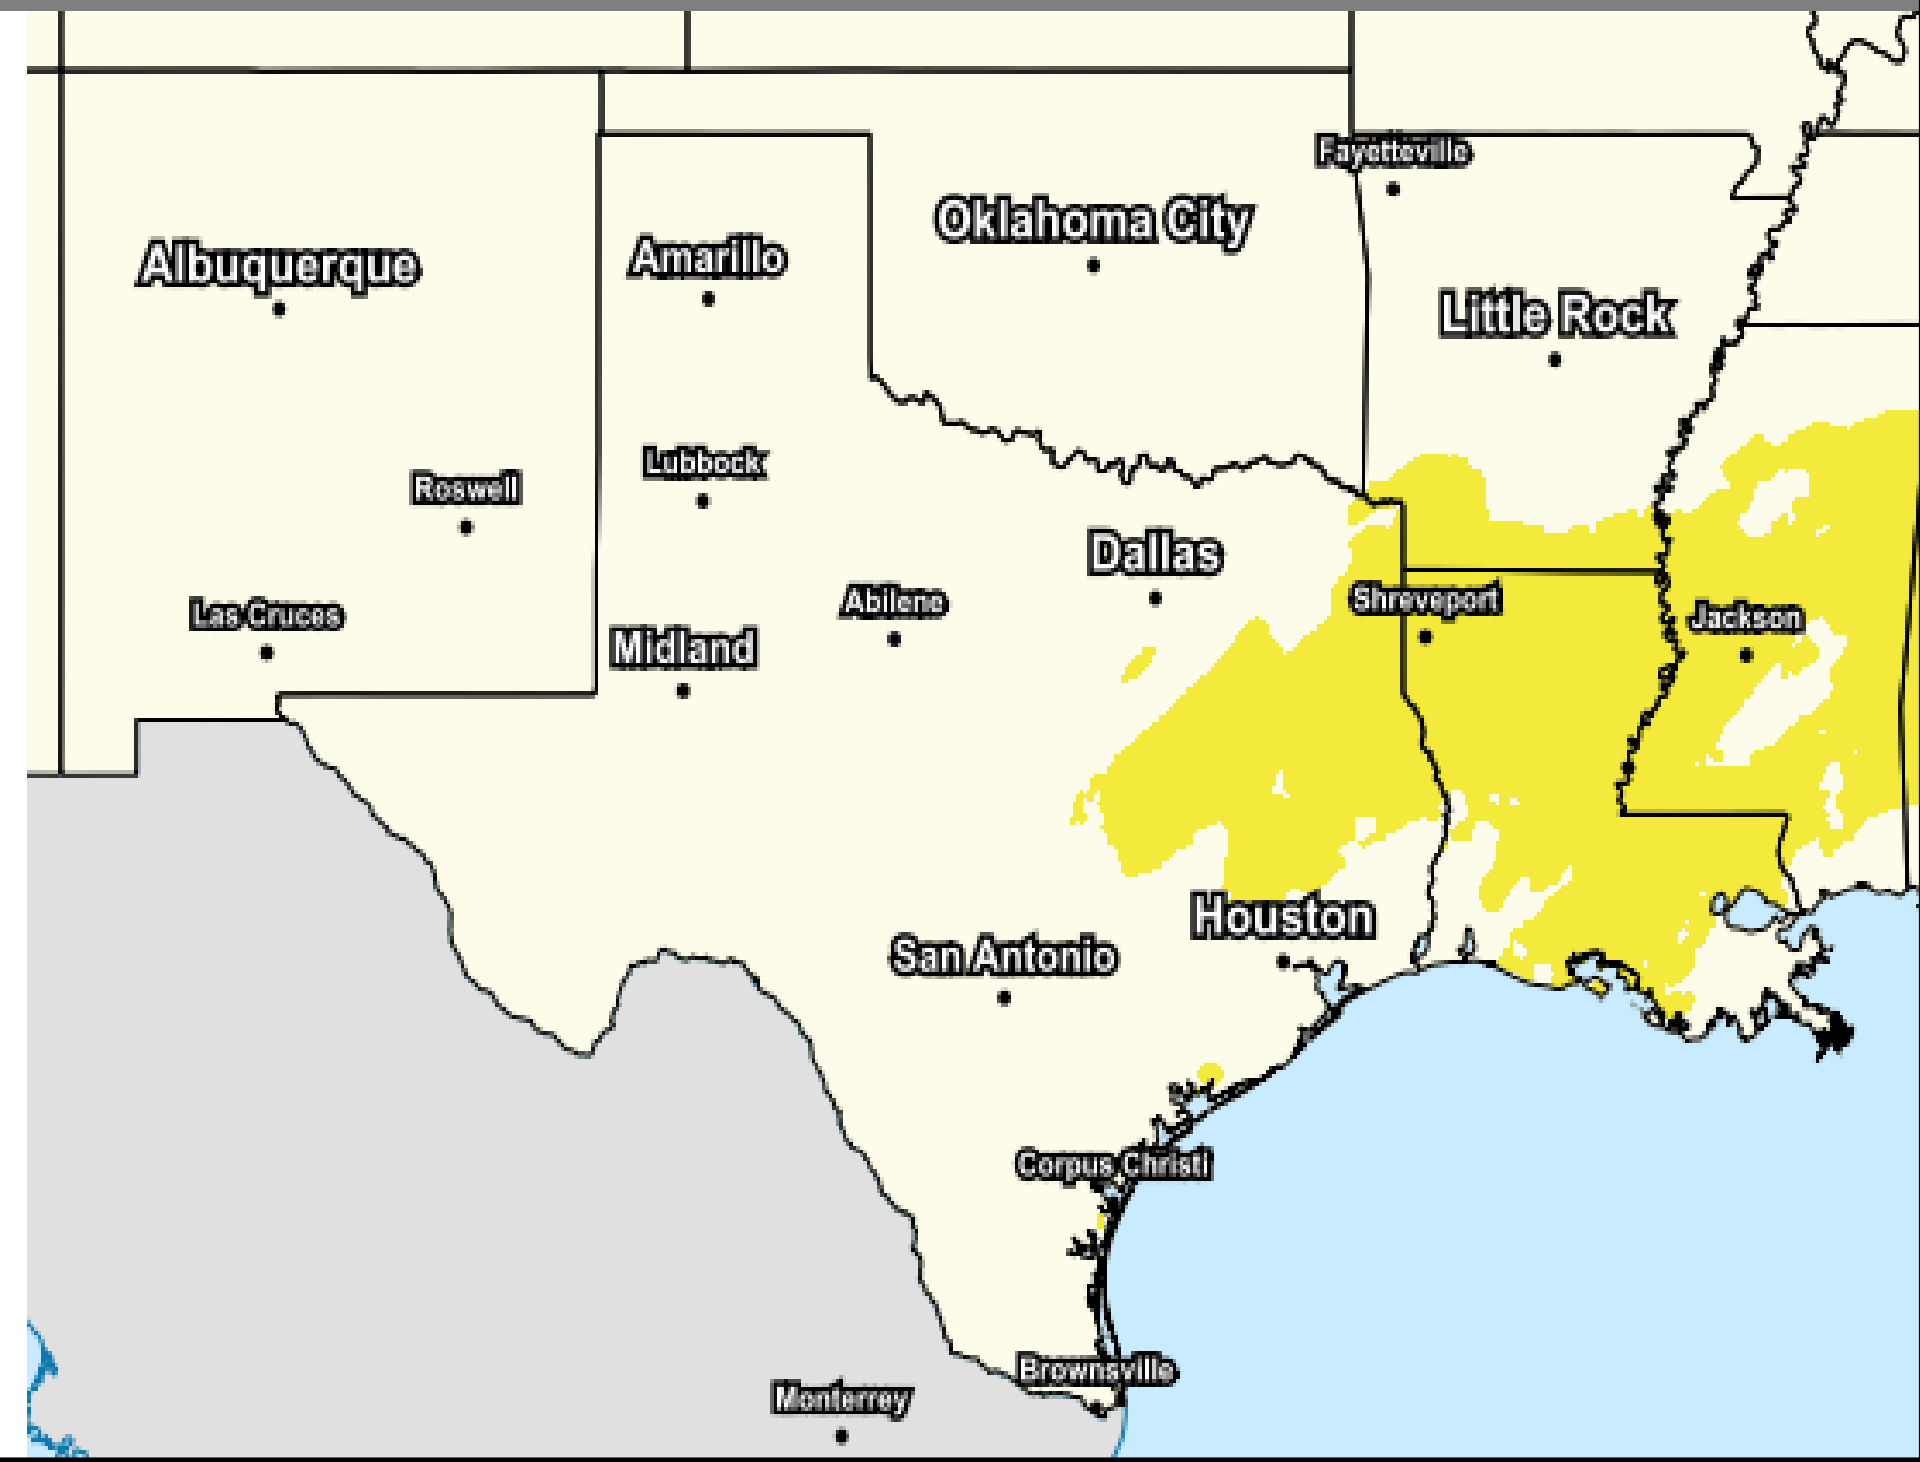 Fayetteville
Oklahoma City
Albuquerque
Amarillo
Little Rock
Lubbock
Roswell
Dallas
Abilene
Shreveport
Las Cruces
Jackson
Midland
Houston
San Antonio
Corpus Christi
Brownsville
Monterrey